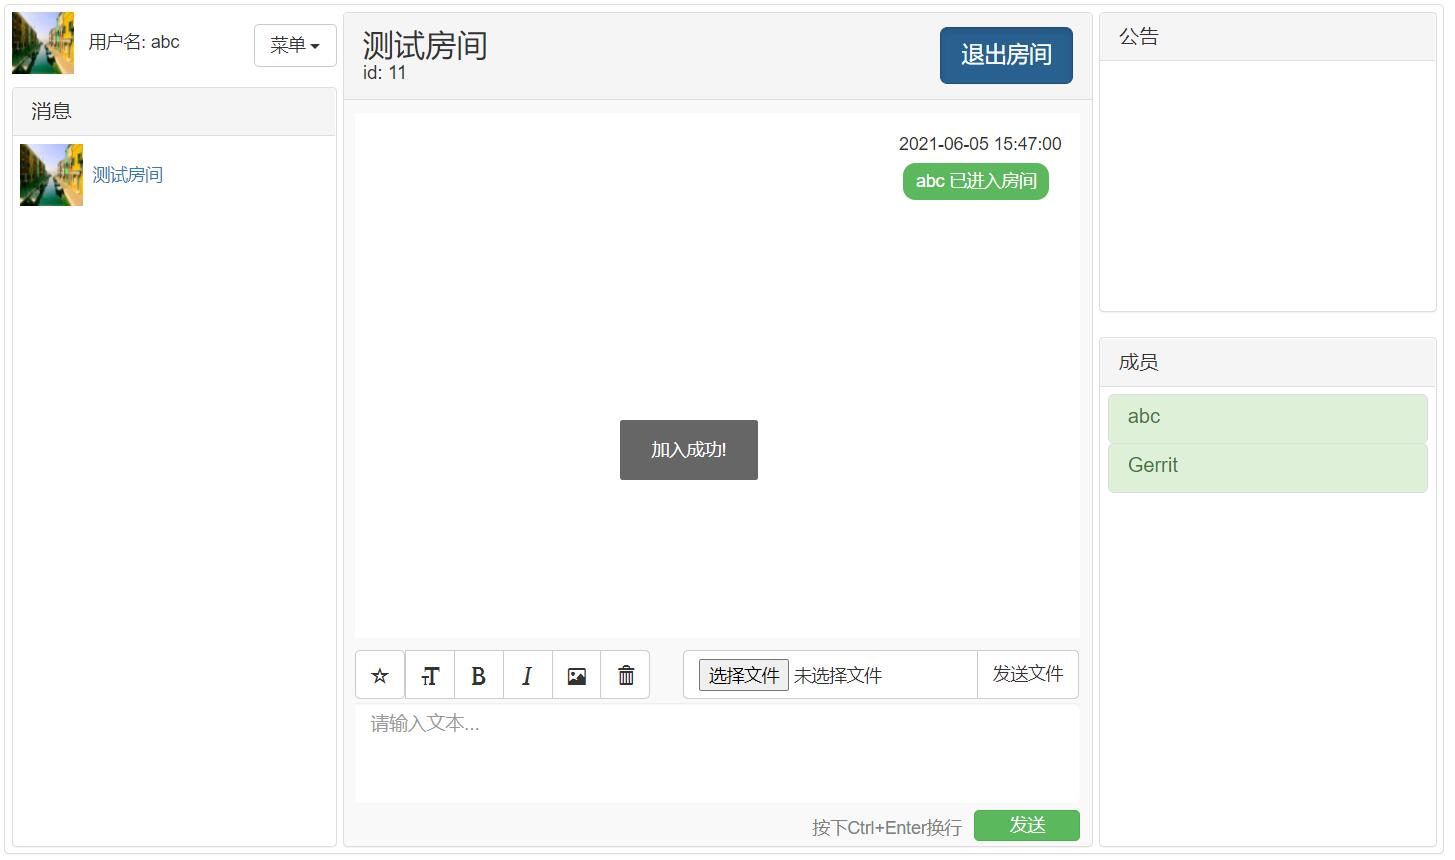 用户名: abc
菜单
消息
测试房间
测试房间
id: 11
退出房间
2021-06-05 15:47:00
abc 已进入房间
加入成功!
B
I
选择文件 未选择文件
发送文件
请输入文本...
按下Ctrl+Enter换行
发送
公告
成员
abc
Gerrit